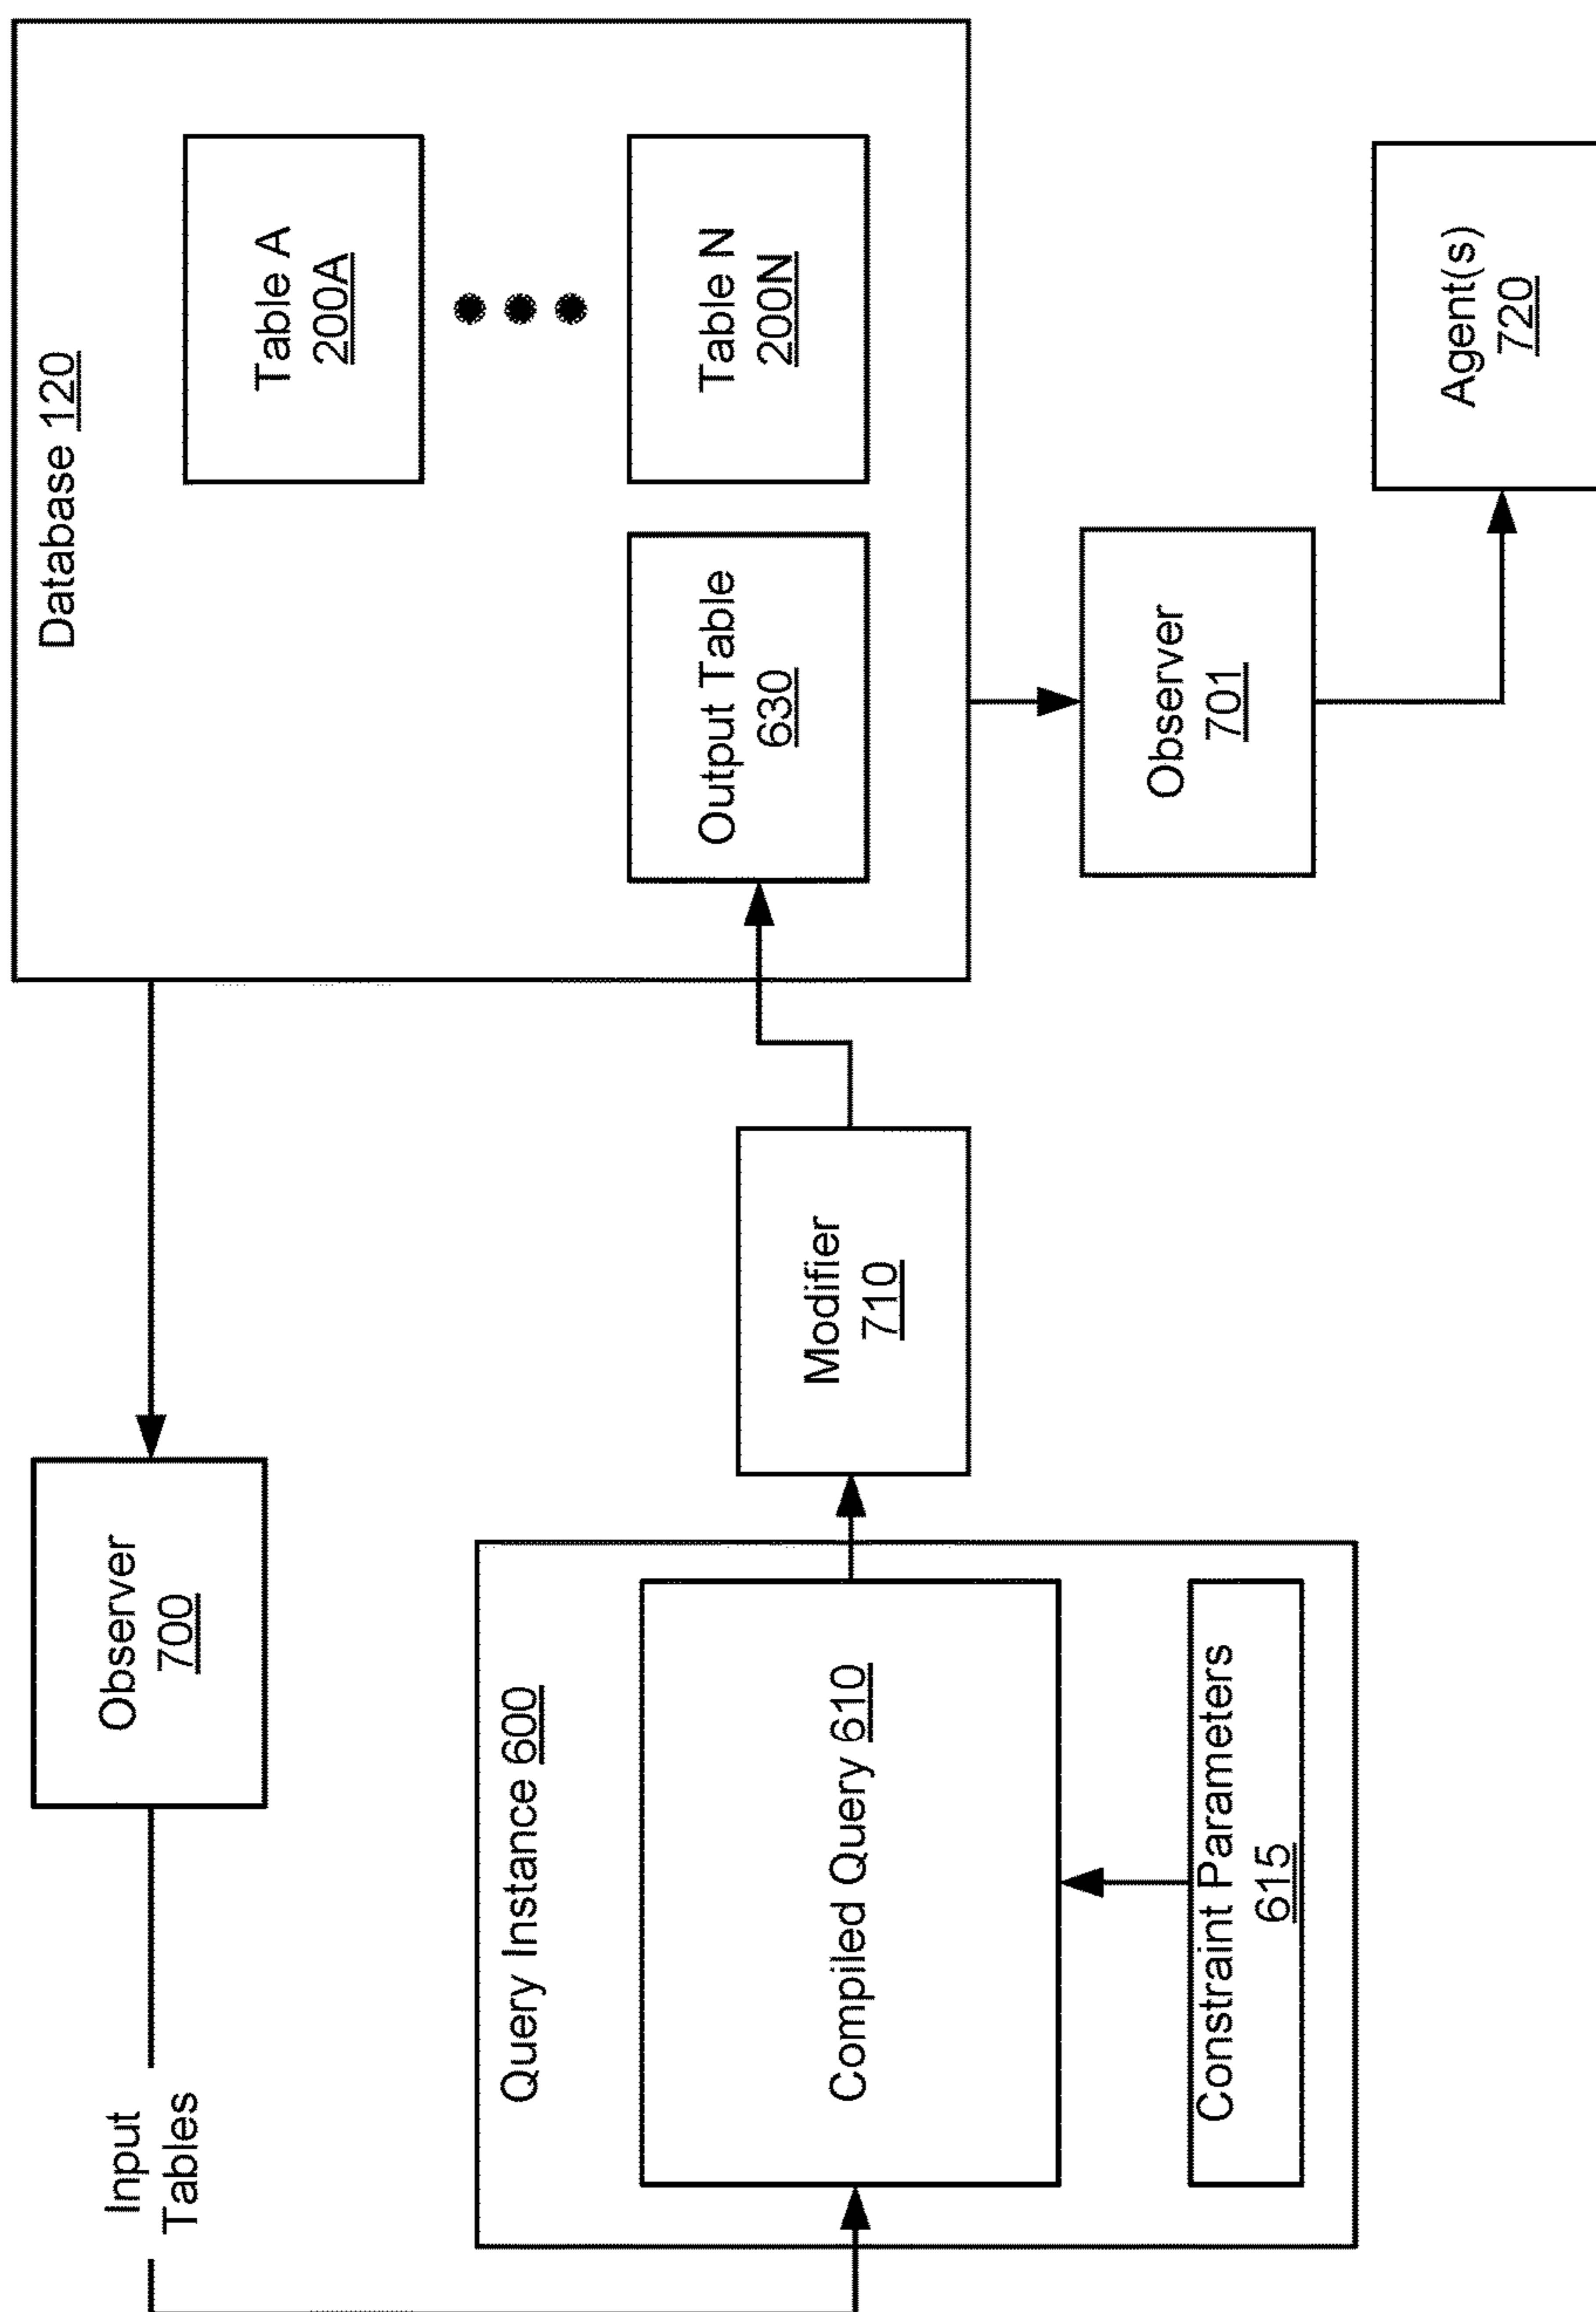 Input
Tables
Observer
700
Database 120
Table A
200A
Table N
200N
Output Table
630
Query Instance 600
Compiled Query 610
Constraint Parameters
615
Modifier
710
Observer
701
Agent(s)
720